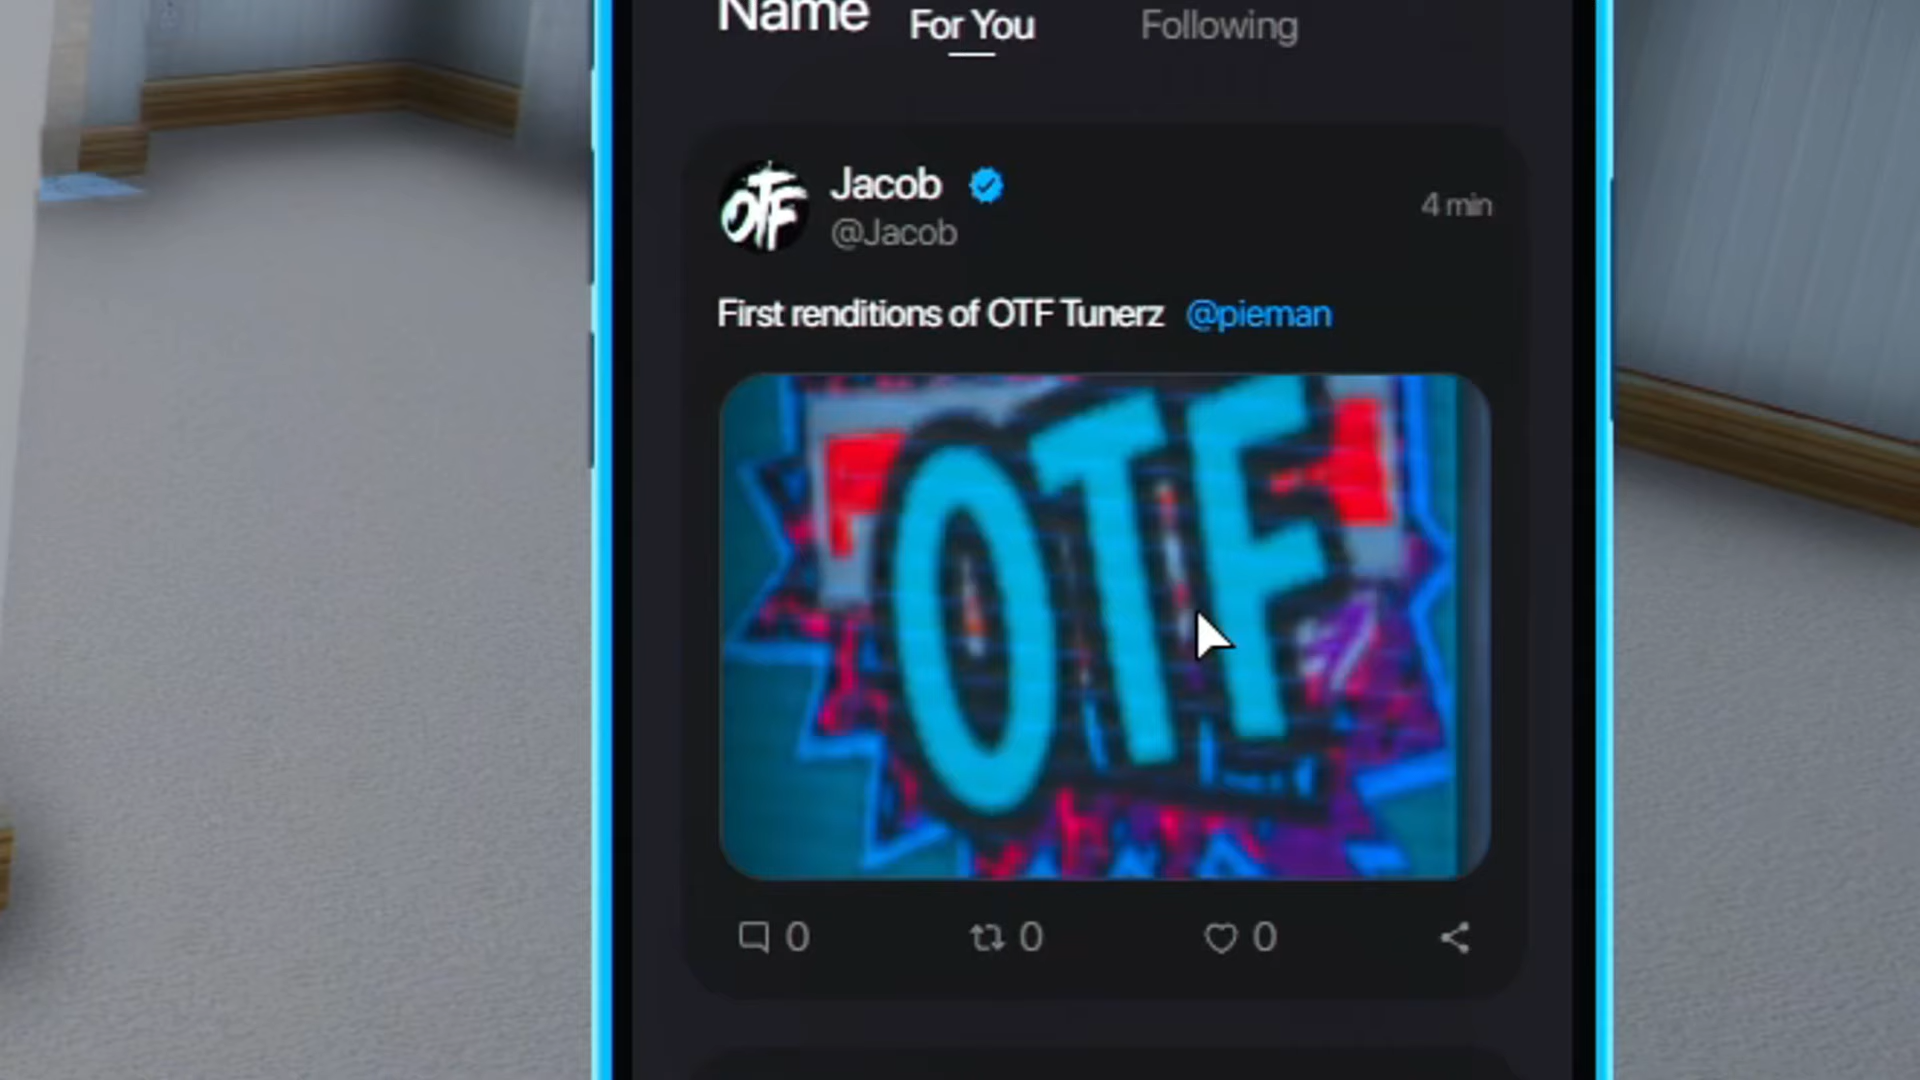 Name For You Following
OTF
Jacob
4 min
@Jacob
First renditions of OTF Tunerz @pieman
OTF
0 0 0